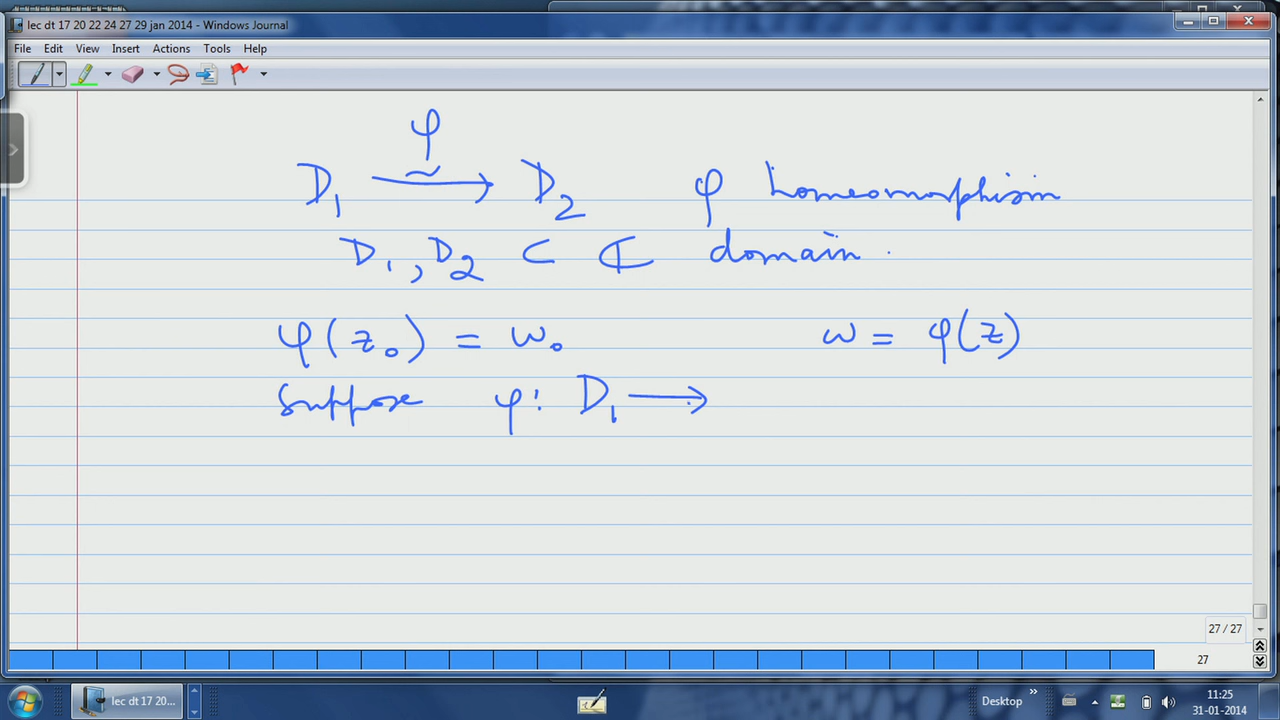 lec dt 17 20 22 24 27 29 jan 2014 - Windows Journal
File Edit View Insert Actions Tools Help
φ
D₁ ⥲ D₂ φ homeomorphism
D₁, D₂ ⊂ ℂ domain.
φ(z₀) = w₀ w = φ(z)
Suppose φ: D₁ →
27 / 27
27
lec dt 17 20...
Desktop
11:25
31-01-2014